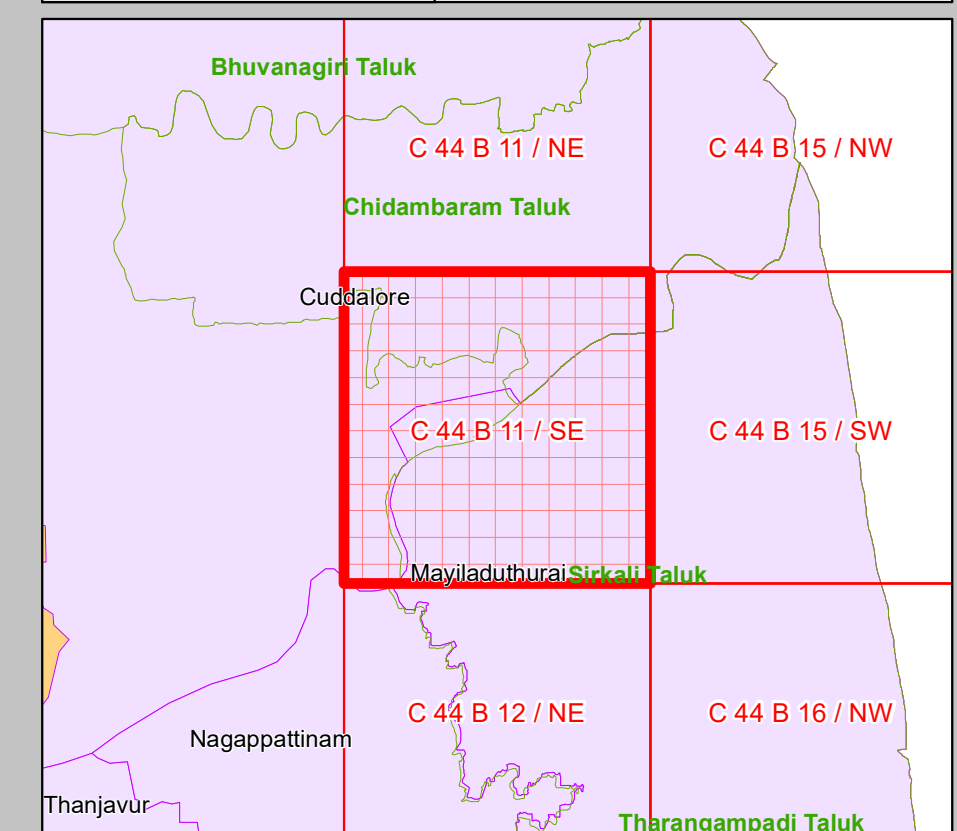 Bhuvanagiri Taluk
C 44 B 11 / NE
C 44 B 15 / NW
Chidambaram Taluk
Cuddalore
C 44 B 11 / SE
C 44 B 15 / SW
Mayiladuthurai
Sirkali Taluk
C 44 B 12 / NE
C 44 B 16 / NW
Nagappattinam
Thanjavur
Tharangampadi Taluk